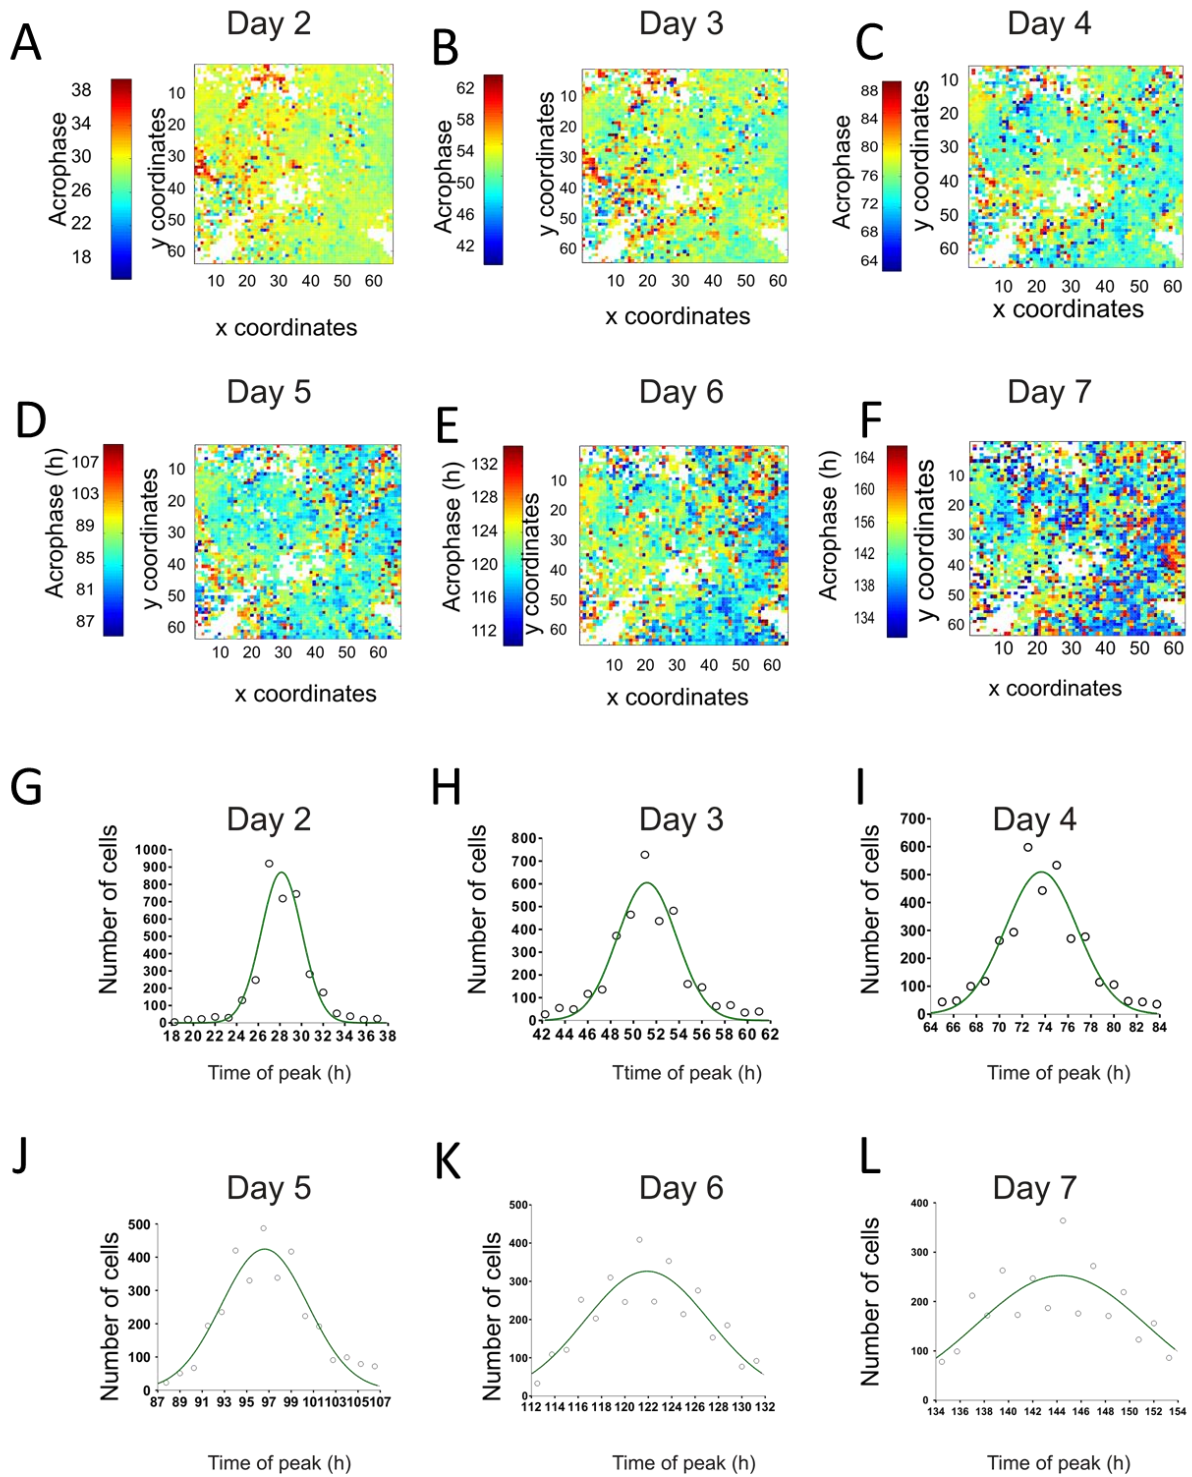 A
Day 2
B
Day 3
C
Day 4
Acrophase
38
34
30
26
22
18
y coordinates
10
20
30
40
50
60
10 20 30 40 50 60
x coordinates
Acrophase
62
58
54
50
46
42
y coordinates
10
20
30
40
50
60
10 20 30 40 50 60
x coordinates
Acrophase
88
84
80
76
72
68
64
y coordinates
10
20
30
40
50
60
10 20 30 40 50 60
x coordinates
D
Day 5
E
Day 6
F
Day 7
Acrophase (h)
107
103
89
85
81
87
y coordinates
10
20
30
40
50
60
10 20 30 40 50 60
x coordinates
Acrophase (h)
132
128
124
120
116
112
y coordinates
10
20
30
40
50
60
10 20 30 40 50 60
x coordinates
Acrophase (h)
164
160
156
142
138
134
y coordinates
10
20
30
40
50
60
10 20 30 40 50 60
x coordinates
G
Day 2
H
Day 3
I
Day 4
Number of cells
1000
900
800
700
600
500
400
300
200
100
0
18 20 22 24 26 28 30 32 34 36 38
Time of peak (h)
Number of cells
800
700
600
500
400
300
200
100
0
42 44 46 48 50 52 54 56 58 60 62
Ttime of peak (h)
Number of cells
700
600
500
400
300
200
100
0
64 66 68 70 72 74 76 78 80 82 84
Time of peak (h)
J
Day 5
K
Day 6
L
Day 7
Number of cells
500
400
300
200
100
0
87 89 91 93 95 97 99 101 103 105 107
Time of peak (h)
Number of cells
500
400
300
200
100
0
112 114 116 118 120 122 124 126 128 130 132
Time of peak (h)
Number of cells
400
300
200
100
0
134 136 138 140 142 144 146 148 150 152 154
Time of peak (h)